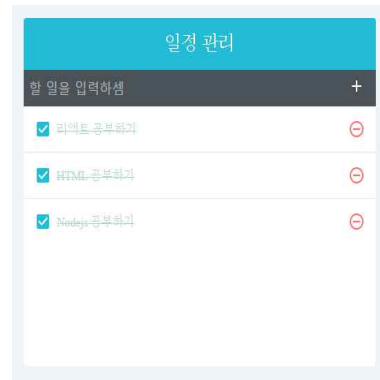 일정 관리
할 일을 입력하셈
+
리액트 공부하기
HTML 공부하기
Nodejs 공부하기